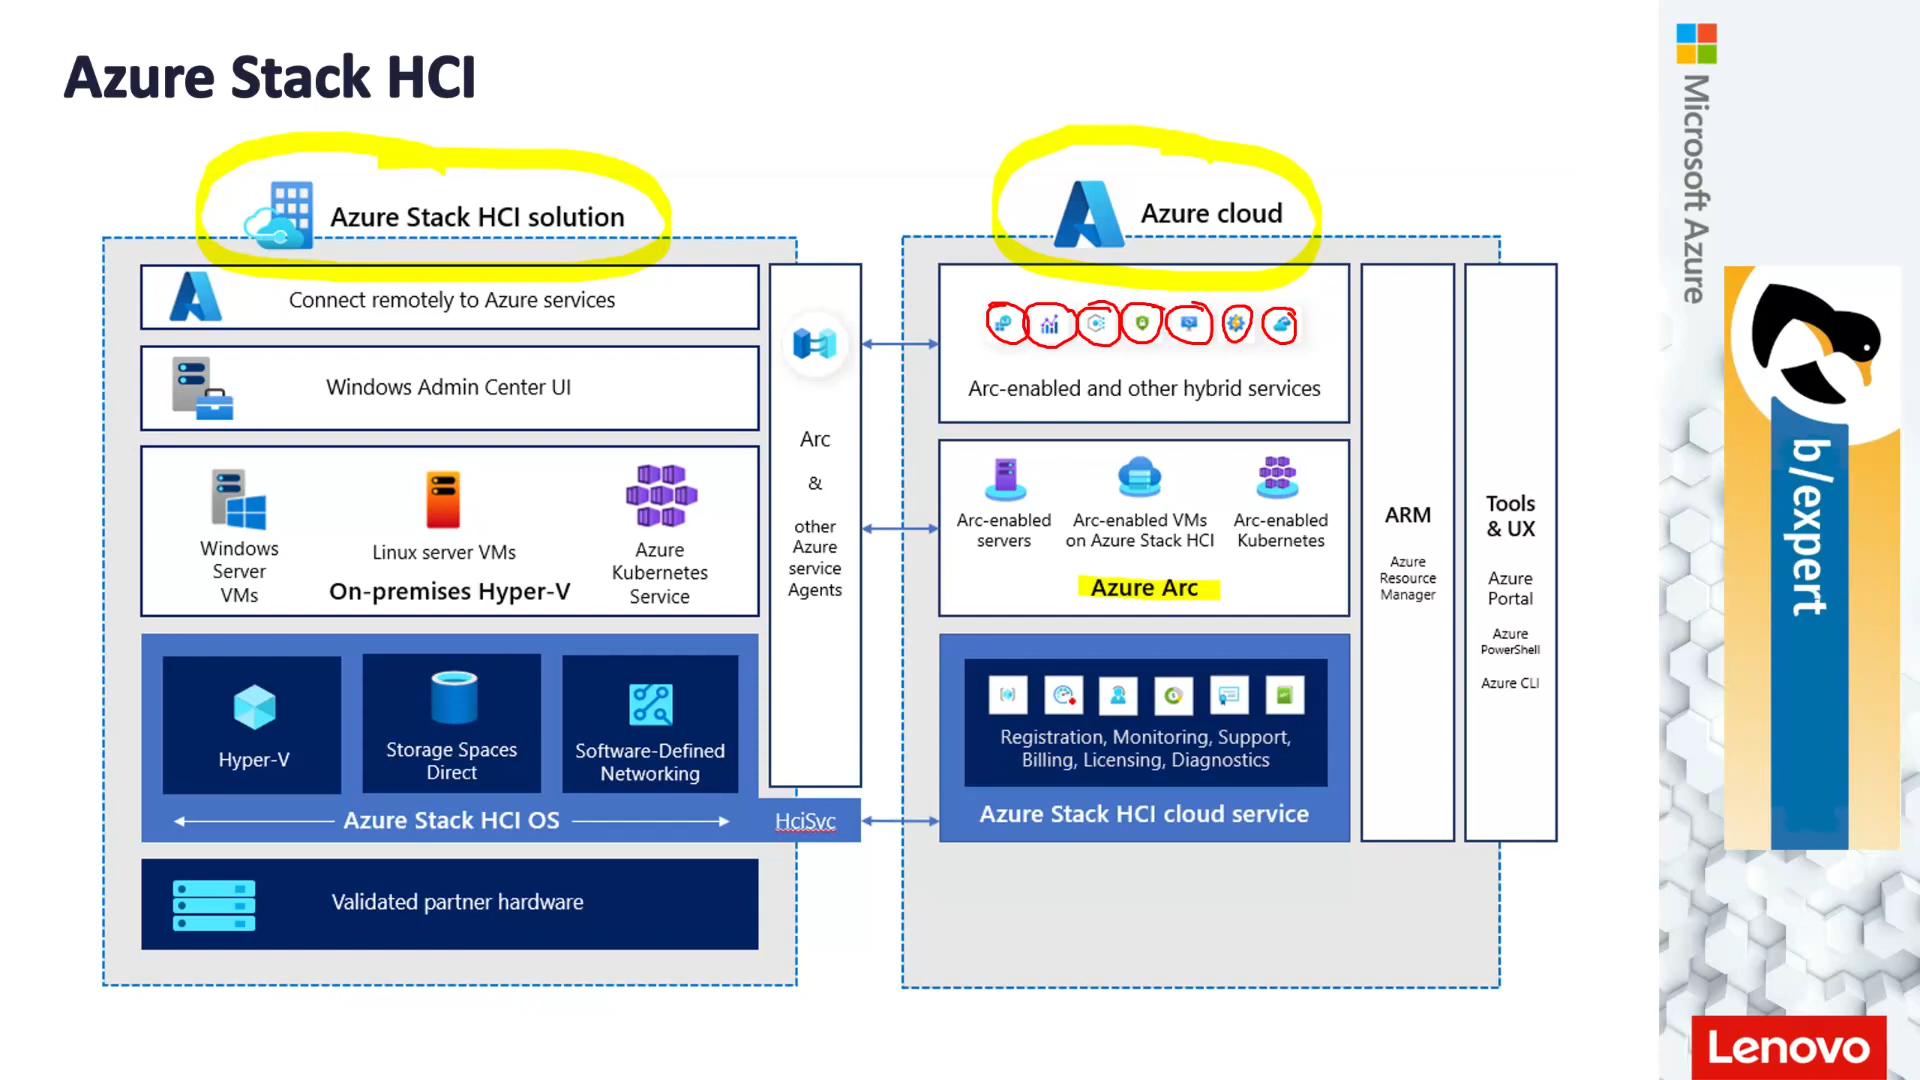 Azure Stack HCI
Azure Stack HCI solution
Connect remotely to Azure services
Windows Admin Center UI
Windows
Server
VMs
Linux server VMs
Azure
Kubernetes
Service
On-premises Hyper-V
Hyper-V
Storage Spaces
Direct
Software-Defined
Networking
Azure Stack HCI OS
Validated partner hardware
Arc
&
other
Azure
service
Agents
HciSvc
Azure cloud
Arc-enabled and other hybrid services
Arc-enabled
servers
Arc-enabled VMs
on Azure Stack HCI
Arc-enabled
Kubernetes
Azure Arc
Registration, Monitoring, Support,
Billing, Licensing, Diagnostics
Azure Stack HCI cloud service
ARM
Azure
Resource
Manager
Tools
& UX
Azure
Portal
Azure
PowerShell
Azure CLI
Microsoft Azure
b/expert
Lenovo